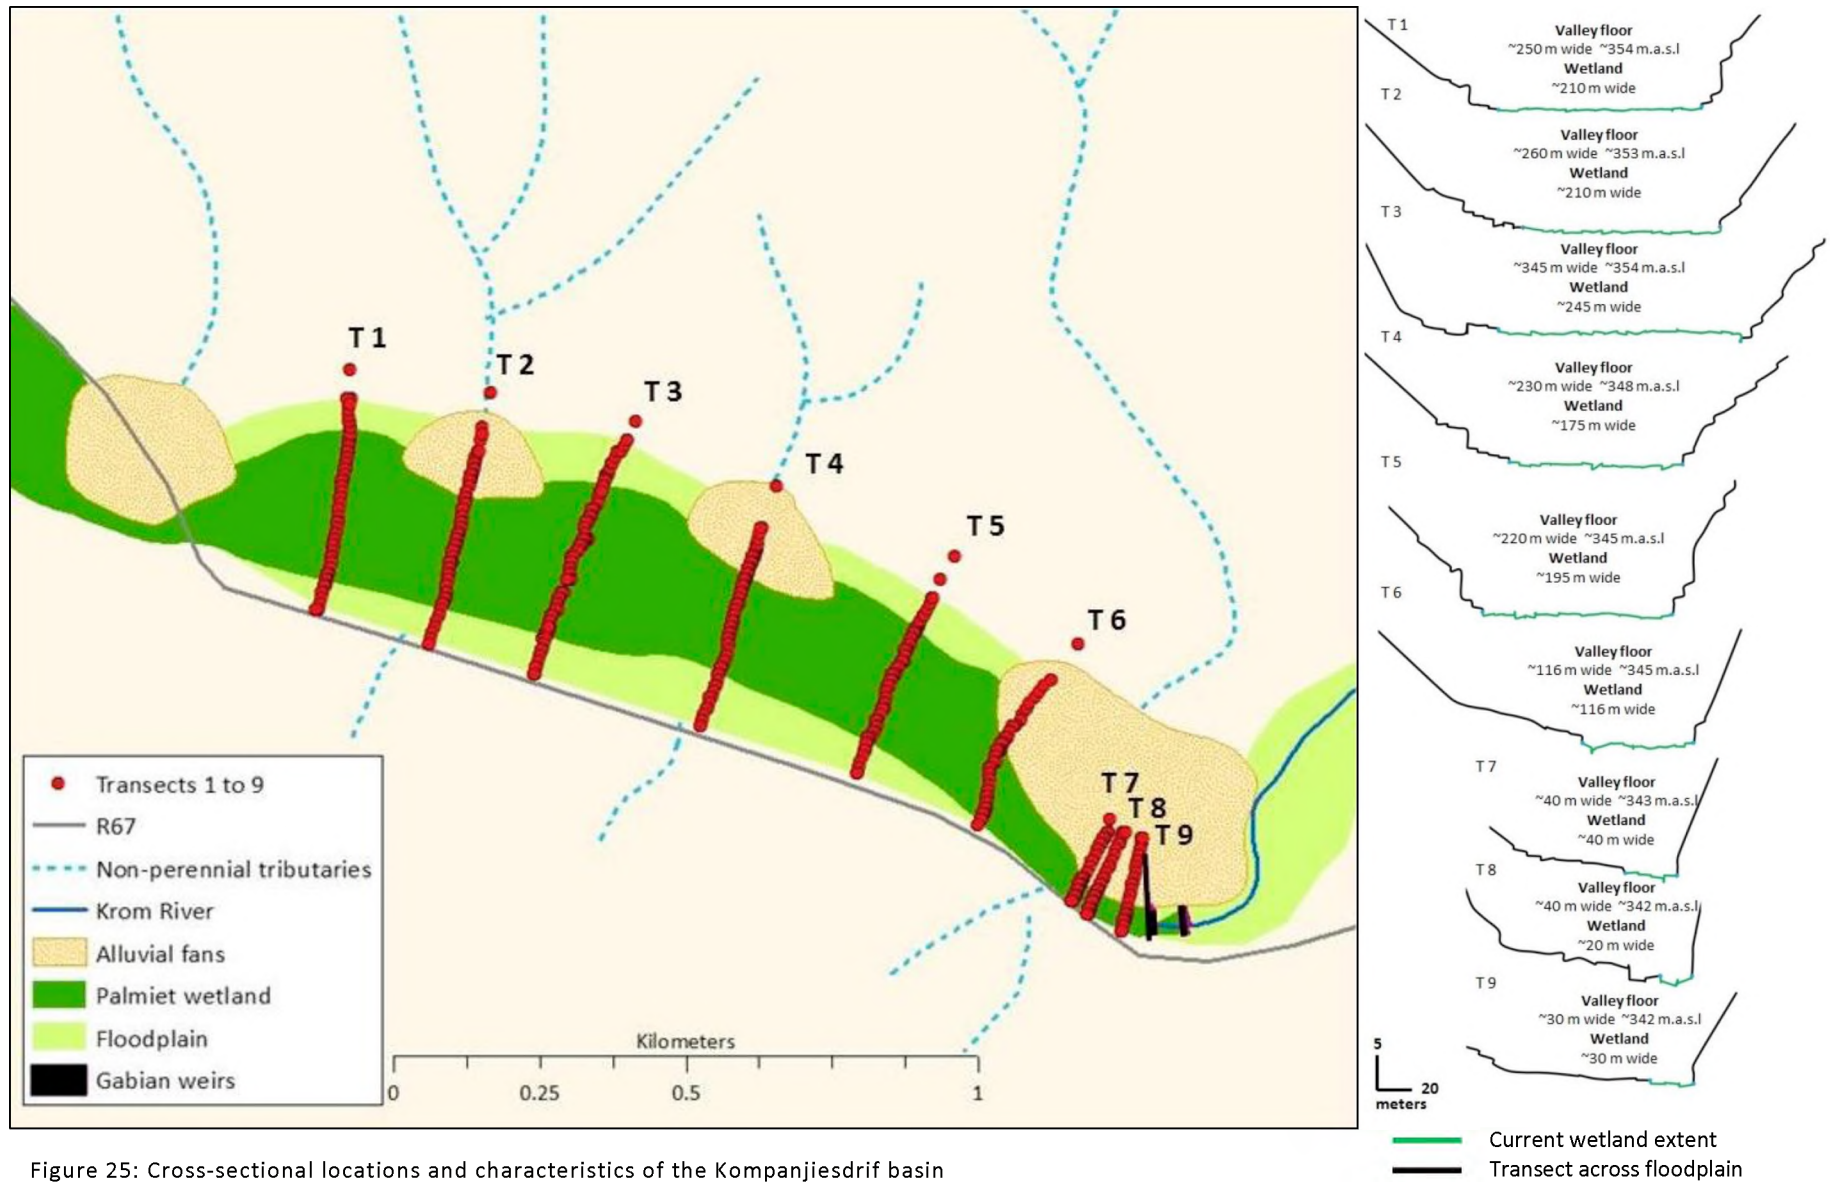 T 1
T 2
T 3
T 4
T 5
T 6
T 7
T 8
T 9
Transects 1 to 9
R67
Non-perennial tributaries
Krom River
Alluvial fans
Palmiet wetland
Floodplain
Gabian weirs
Kilometers
0 0.25 0.5 1
T 1
Valley floor
~250 m wide ~354 m.a.s.l
Wetland
~210 m wide
T 2
Valley floor
~260 m wide ~353 m.a.s.l
Wetland
~210 m wide
T 3
Valley floor
~345 m wide ~354 m.a.s.l
Wetland
~245 m wide
T 4
Valley floor
~230 m wide ~348 m.a.s.l
Wetland
~175 m wide
T 5
Valley floor
~220 m wide ~345 m.a.s.l
Wetland
~195 m wide
T 6
Valley floor
~116 m wide ~345 m.a.s.l
Wetland
~116 m wide
T 7
Valley floor
~40 m wide ~343 m.a.s.l
Wetland
~40 m wide
T 8
Valley floor
~40 m wide ~342 m.a.s.l
Wetland
~20 m wide
T 9
Valley floor
~30 m wide ~342 m.a.s.l
Wetland
~30 m wide
5
20
meters
Current wetland extent
Transect across floodplain
Figure 25: Cross-sectional locations and characteristics of the Kompanjiesdrif basin